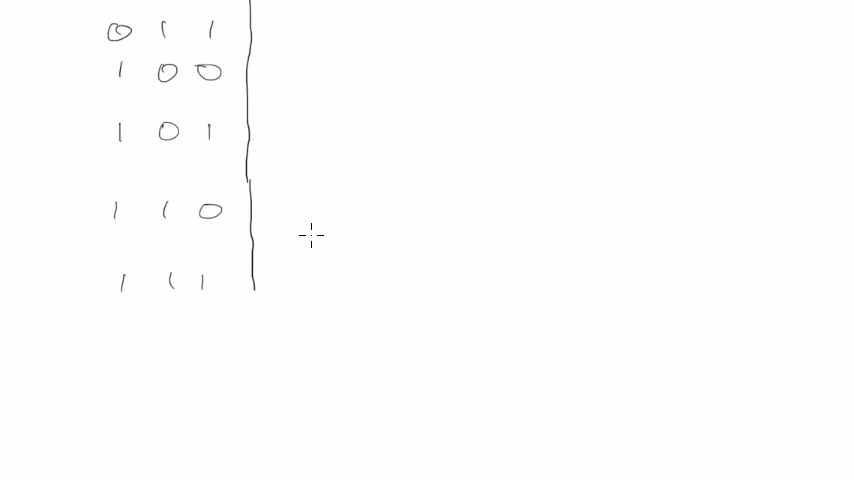 0 1 1
1 0 0
1 0 1
1 1 0
1 1 1